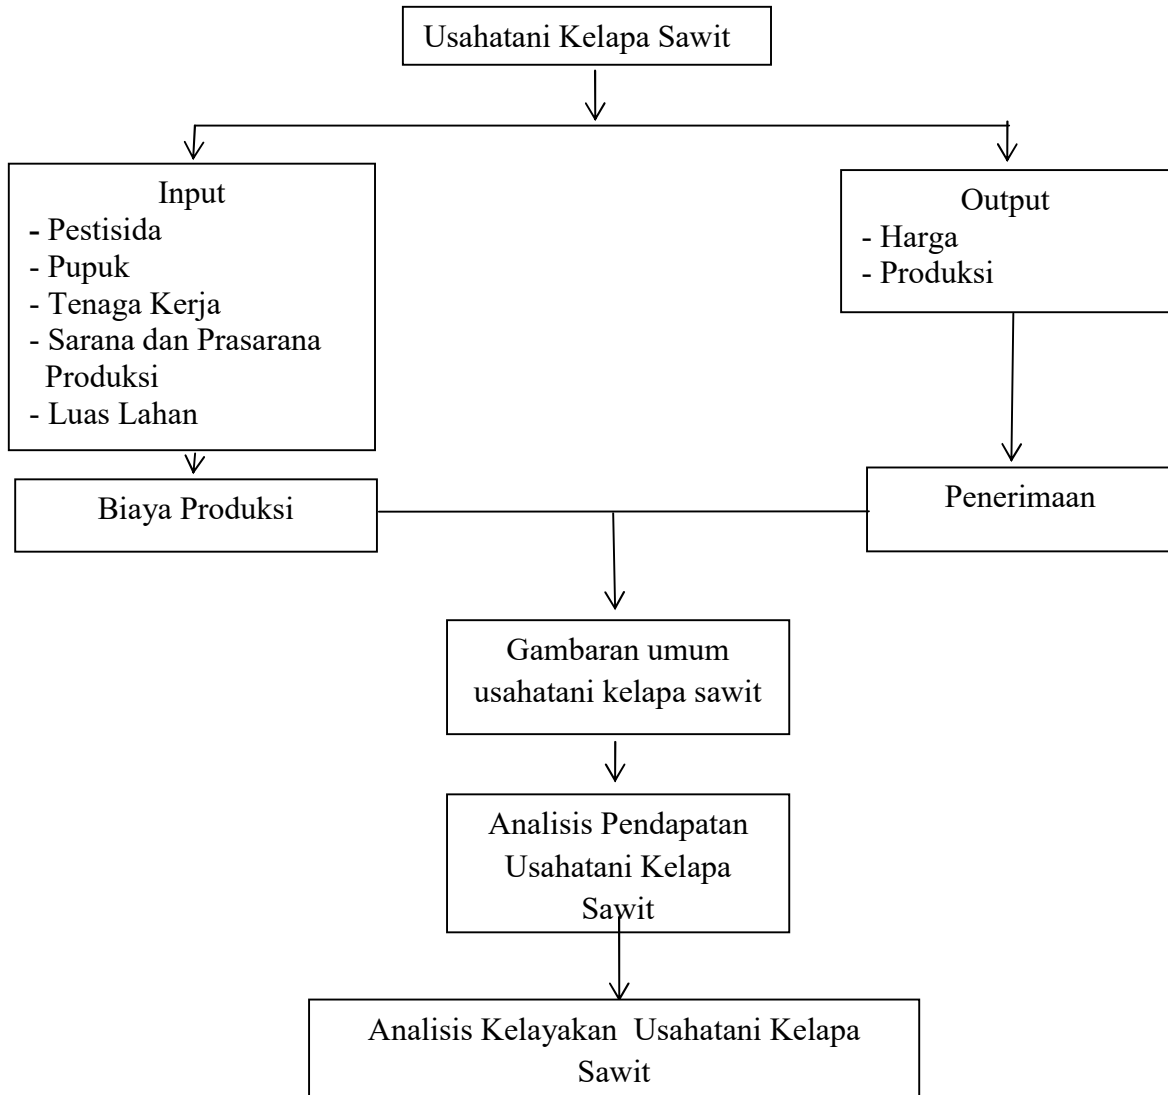 Usahatani Kelapa Sawit
Input
- Pestisida
- Pupuk
- Tenaga Kerja
- Sarana dan Prasarana
Produksi
- Luas Lahan
Output
- Harga
- Produksi
Biaya Produksi
Penerimaan
Gambaran umum
usahatani kelapa sawit
Analisis Pendapatan
Usahatani Kelapa
Sawit
Analisis Kelayakan  Usahatani Kelapa
Sawit